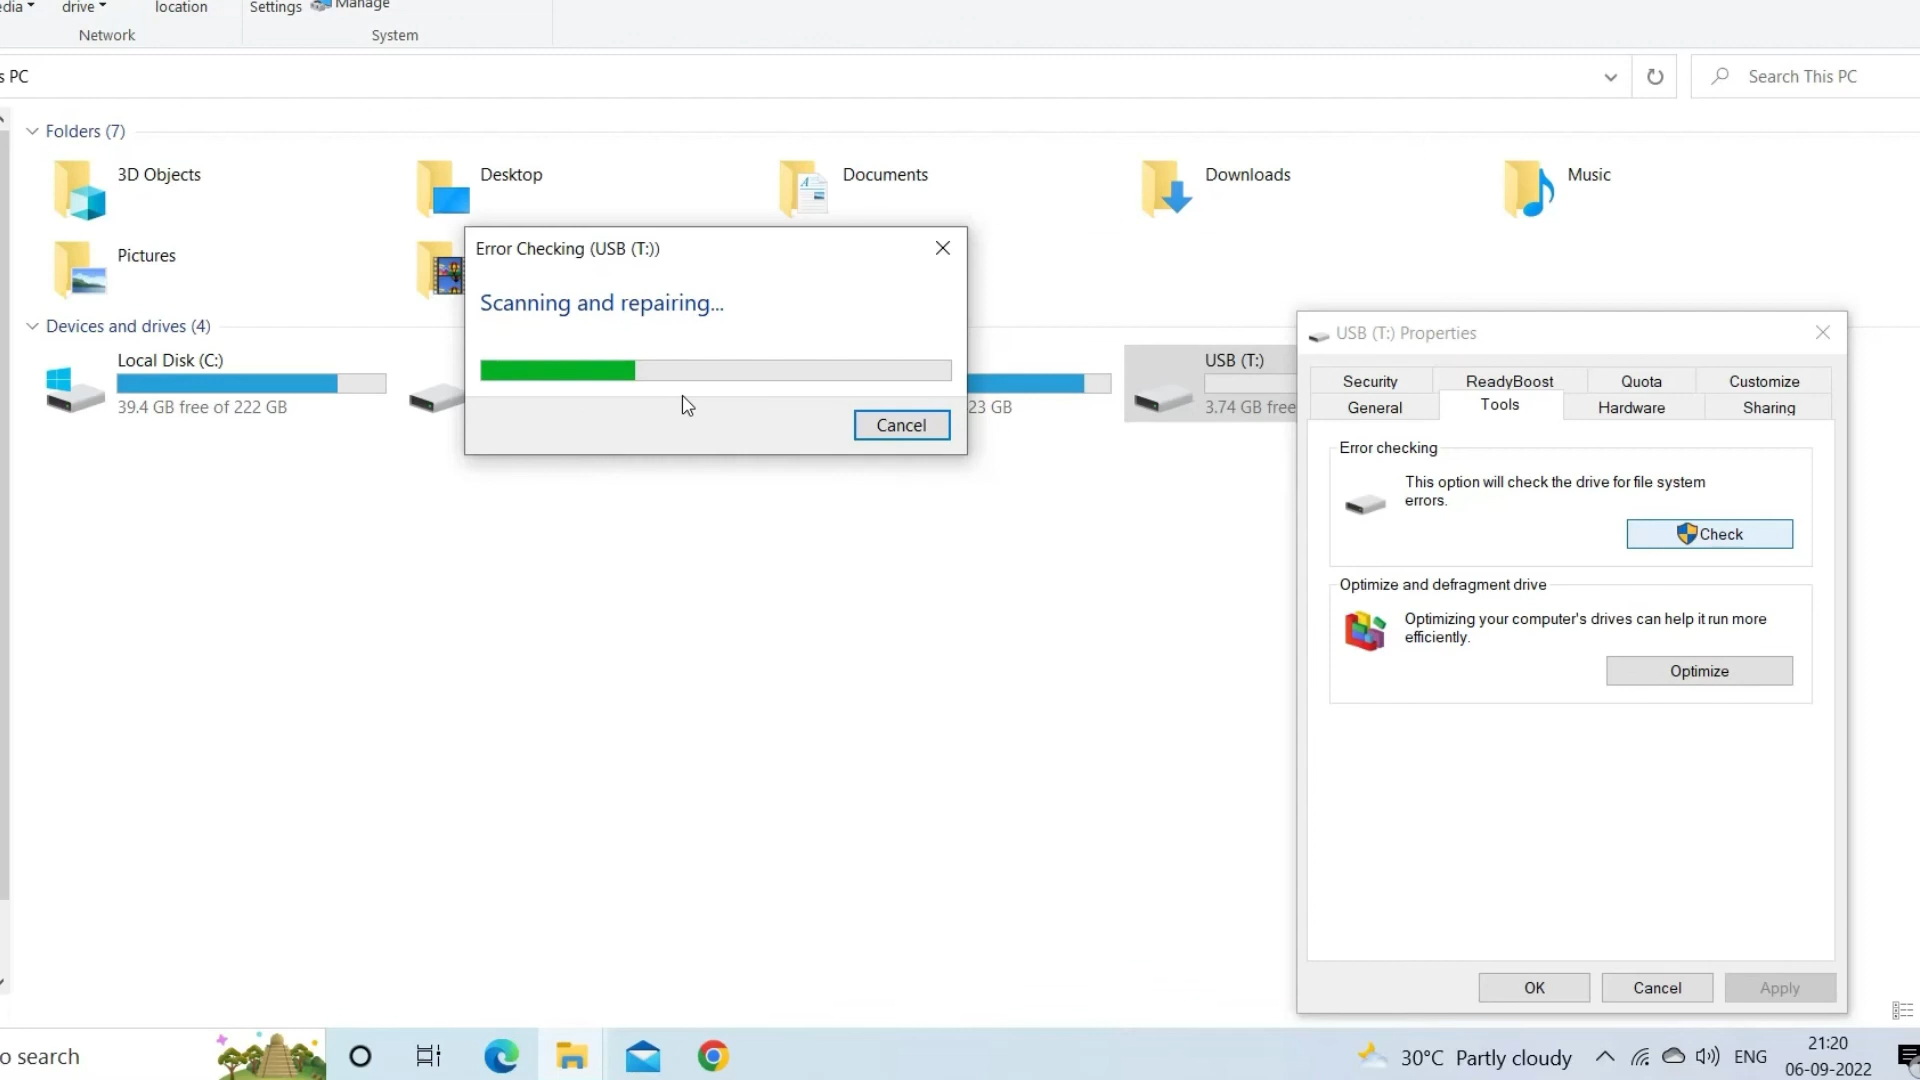 edia
drive
location
Settings
Manage
Network
System
s PC
Search This PC
Folders (7)
3D Objects
Desktop
Documents
Downloads
Music
Pictures
Error Checking (USB (T:))
Scanning and repairing...
Cancel
Devices and drives (4)
Local Disk (C:)
39.4 GB free of 222 GB
23 GB
USB (T:)
3.74 GB free
USB (T:) Properties
Security
ReadyBoost
Quota
Customize
General
Tools
Hardware
Sharing
Error checking
This option will check the drive for file system
errors.
Check
Optimize and defragment drive
Optimizing your computer's drives can help it run more
efficiently.
Optimize
OK
Cancel
Apply
o search
30°C Partly cloudy
ENG
21:20
06-09-2022